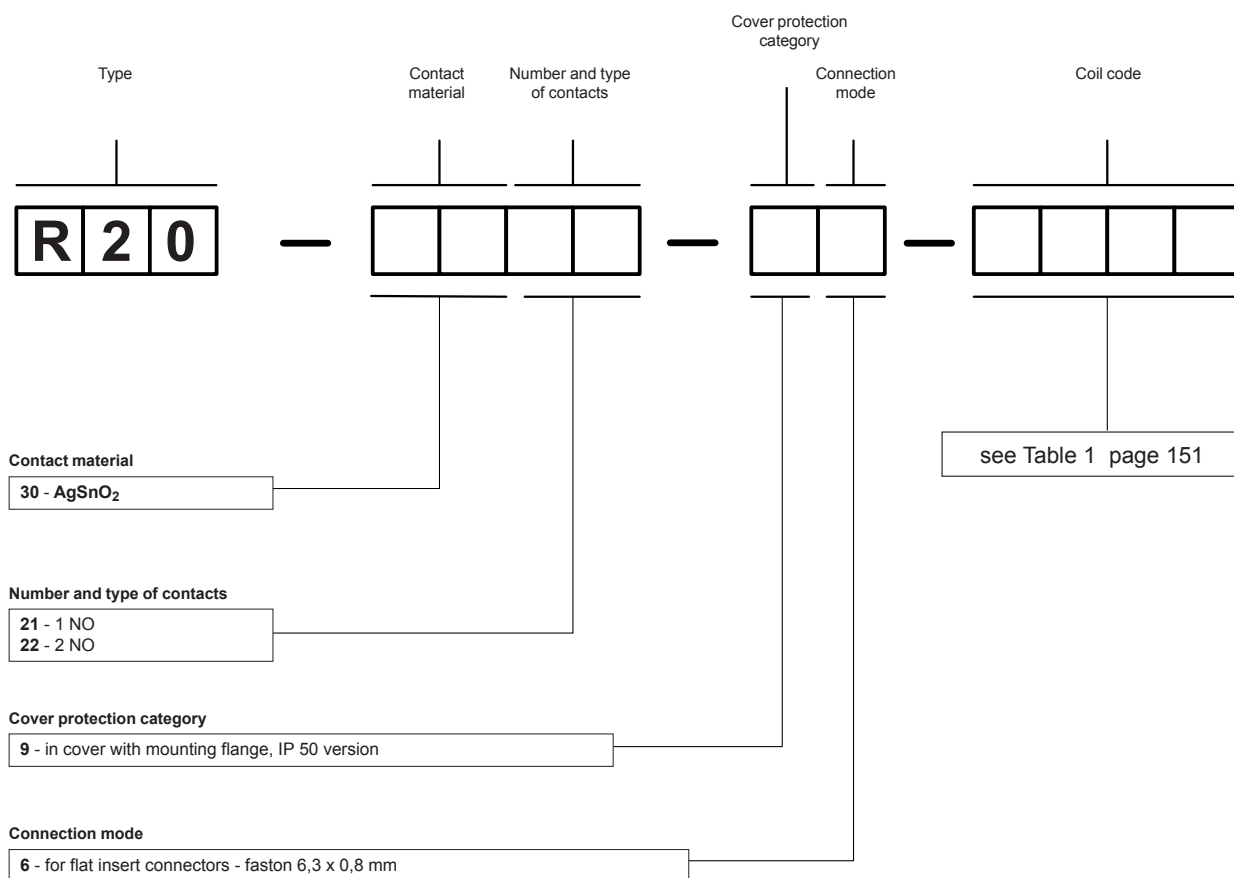 Cover protection
category
Type
Contact
material
Number and type
of contacts
Connection
mode
Coil code
R20 — — —
see Table 1 page 151
Contact material
30 - AgSnO₂
Number and type of contacts
21 - 1 NO
22 - 2 NO
Cover protection category
9 - in cover with mounting flange, IP 50 version
Connection mode
6 - for flat insert connectors - faston 6,3 x 0,8 mm